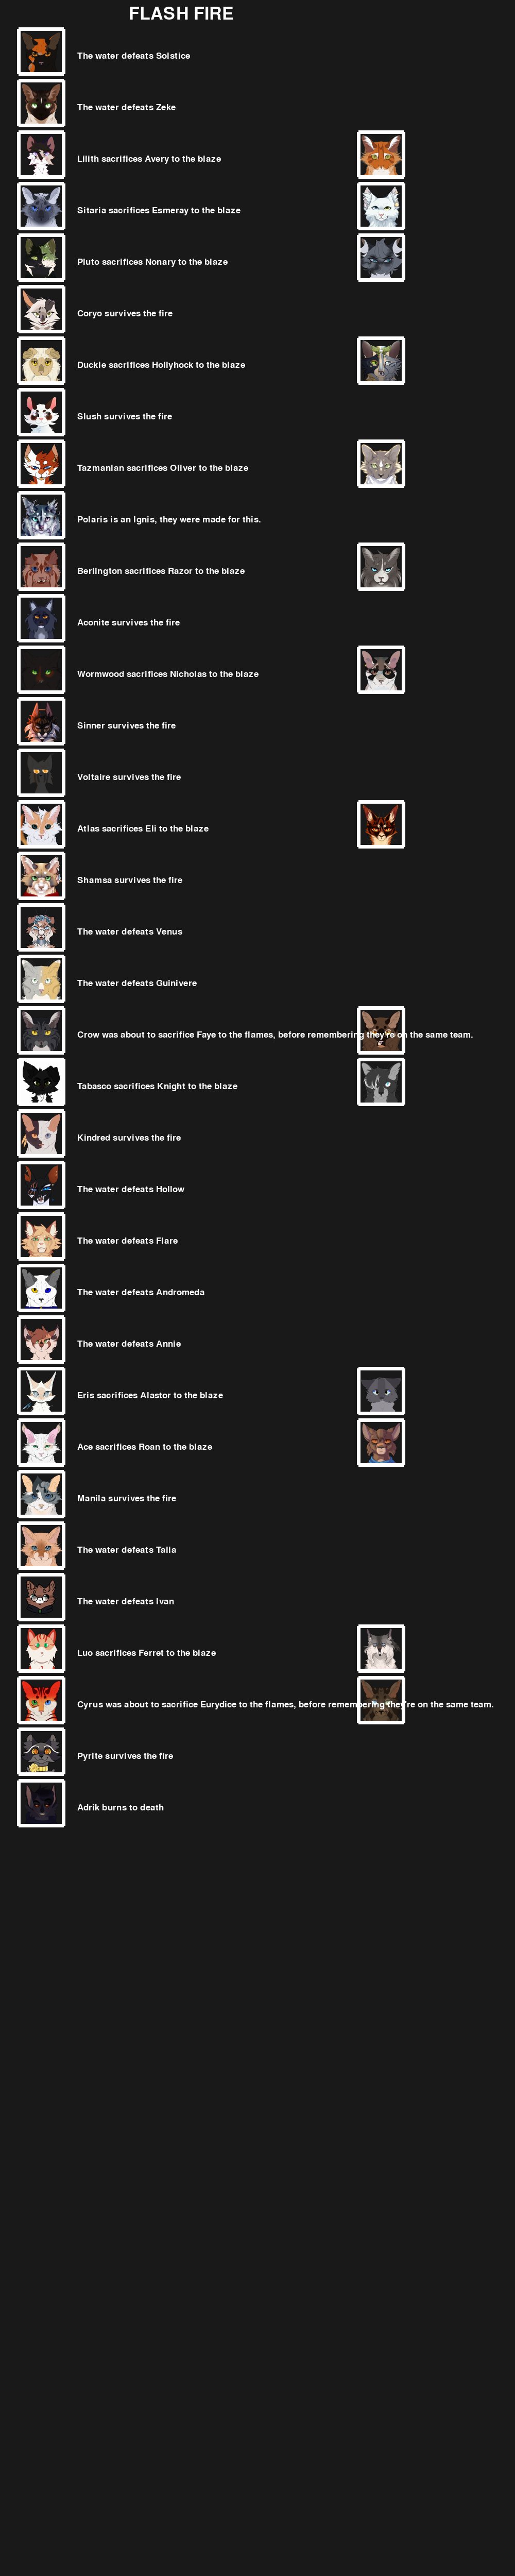 FLASH FIRE
The water defeats Solstice
The water defeats Zeke
Lilith sacrifices Avery to the blaze
Sitaria sacrifices Esmeray to the blaze
Pluto sacrifices Nonary to the blaze
Coryo survives the fire
Duckie sacrifices Hollyhock to the blaze
Slush survives the fire
Tazmanian sacrifices Oliver to the blaze
Polaris is an Ignis, they were made for this.
Berlington sacrifices Razor to the blaze
Aconite survives the fire
Wormwood sacrifices Nicholas to the blaze
Sinner survives the fire
Voltaire survives the fire
Atlas sacrifices Eli to the blaze
Shamsa survives the fire
The water defeats Venus
The water defeats Guinivere
Crow was about to sacrifice Faye to the flames, before remembering they're on the same team.
Tabasco sacrifices Knight to the blaze
Kindred survives the fire
The water defeats Hollow
The water defeats Flare
The water defeats Andromeda
The water defeats Annie
Eris sacrifices Alastor to the blaze
Ace sacrifices Roan to the blaze
Manila survives the fire
The water defeats Talia
The water defeats Ivan
Luo sacrifices Ferret to the blaze
Cyrus was about to sacrifice Eurydice to the flames, before remembering they're on the same team.
Pyrite survives the fire
Adrik burns to death